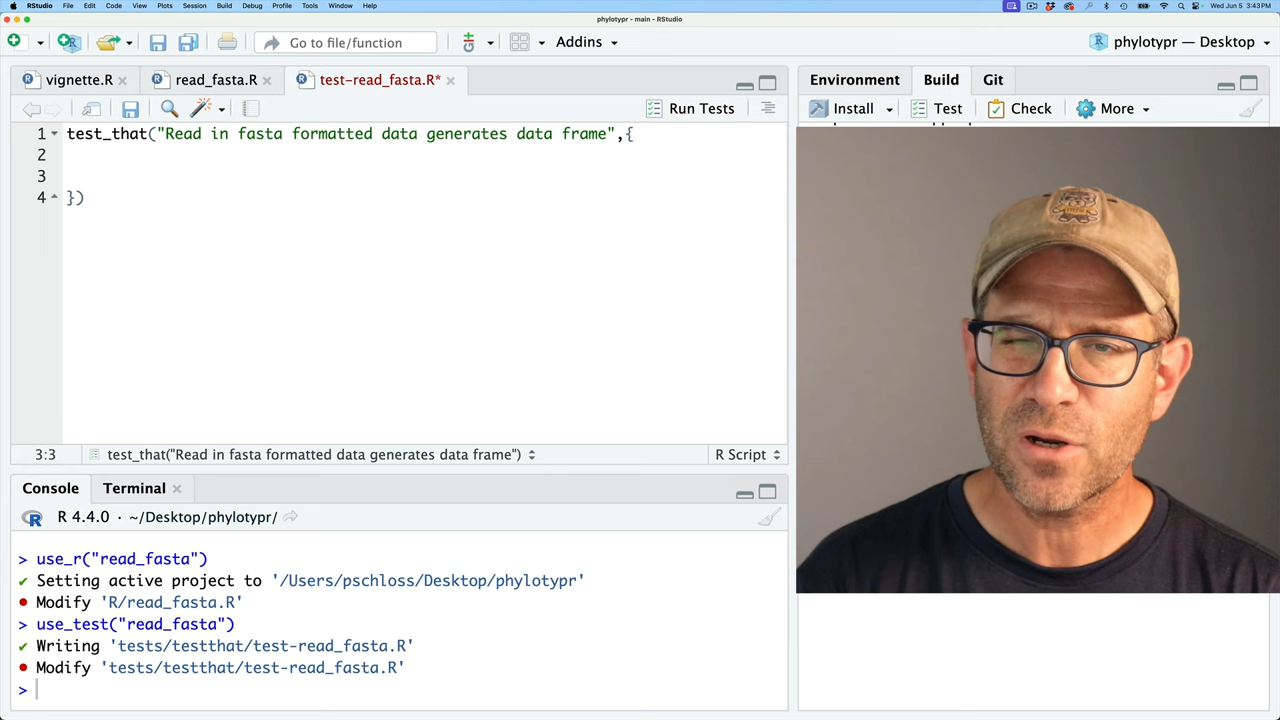 RStudio File Edit Code View Plots Session Build Debug Profile Tools Window Help Wed Jun 5 3:43PM
phylotypr - main - RStudio
Go to file/function Addins phylotypr — Desktop
vignette.R read_fasta.R test-read_fasta.R*
Run Tests
1 test_that("Read in fasta formatted data generates data frame",{
2
3
4 })
3:3 test_that("Read in fasta formatted data generates data frame") R Script
Console Terminal
R 4.4.0 · ~/Desktop/phylotypr/
> use_r("read_fasta")
✔ Setting active project to '/Users/pschloss/Desktop/phylotypr'
● Modify 'R/read_fasta.R'
> use_test("read_fasta")
✔ Writing 'tests/testthat/test-read_fasta.R'
● Modify 'tests/testthat/test-read_fasta.R'
>
Environment Build Git
Install Test Check More